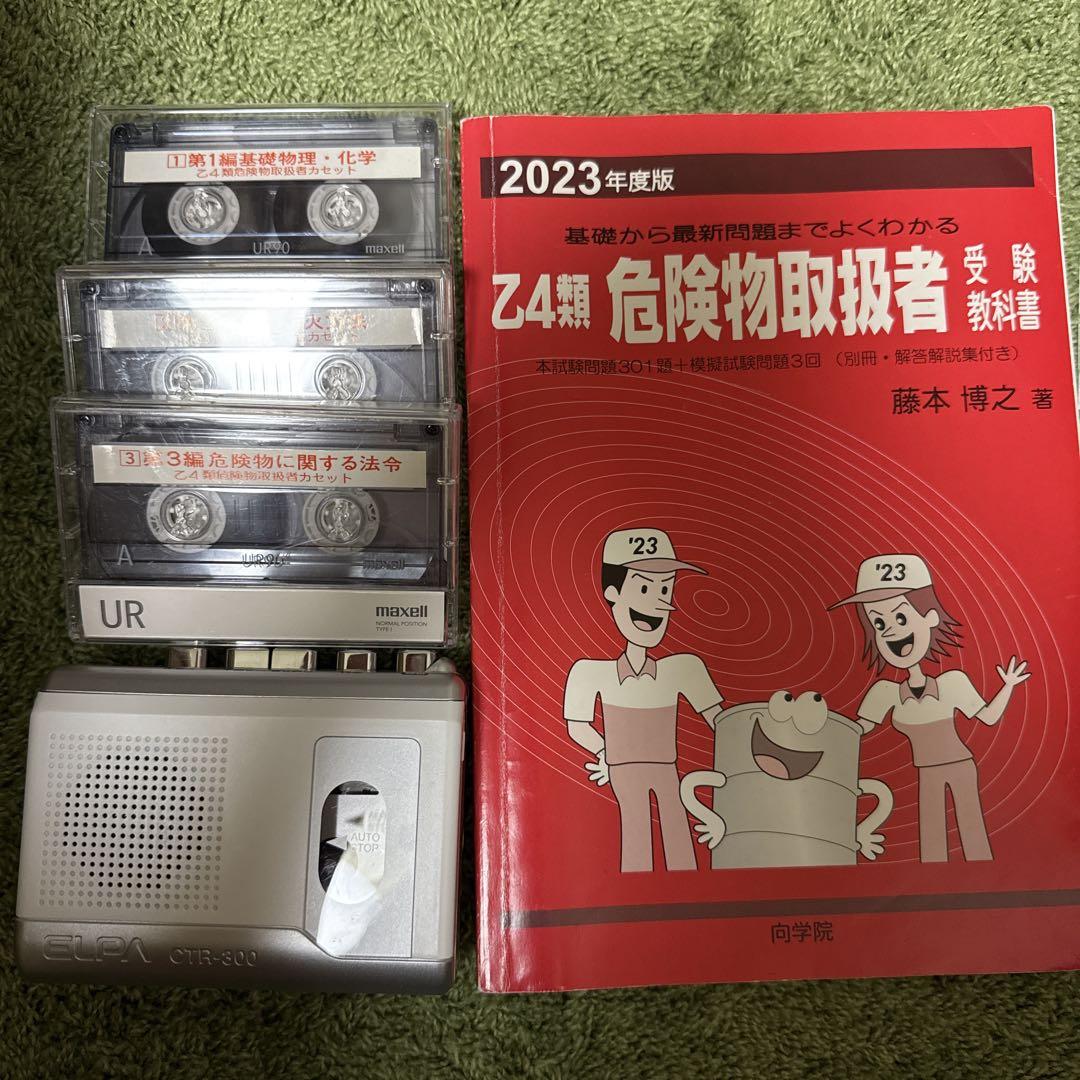 1 第1編基礎物理・化学
乙4類危険物取扱者カセット
A
UR90
maxell
カセット
3 第3編危険物に関する法令
乙4類危険物取扱者カセット
A
maxell
UR
maxell
NORMAL POSITION
TYPE I
AUTO
STOP
ELPA CTR-300
2023年度版
基礎から最新問題までよくわかる
乙4類 危険物取扱者 受験教科書
本試験問題301題+模擬試験問題3回 (別冊・解答解説集付き)
藤本 博之 著
'23
'23
向学院